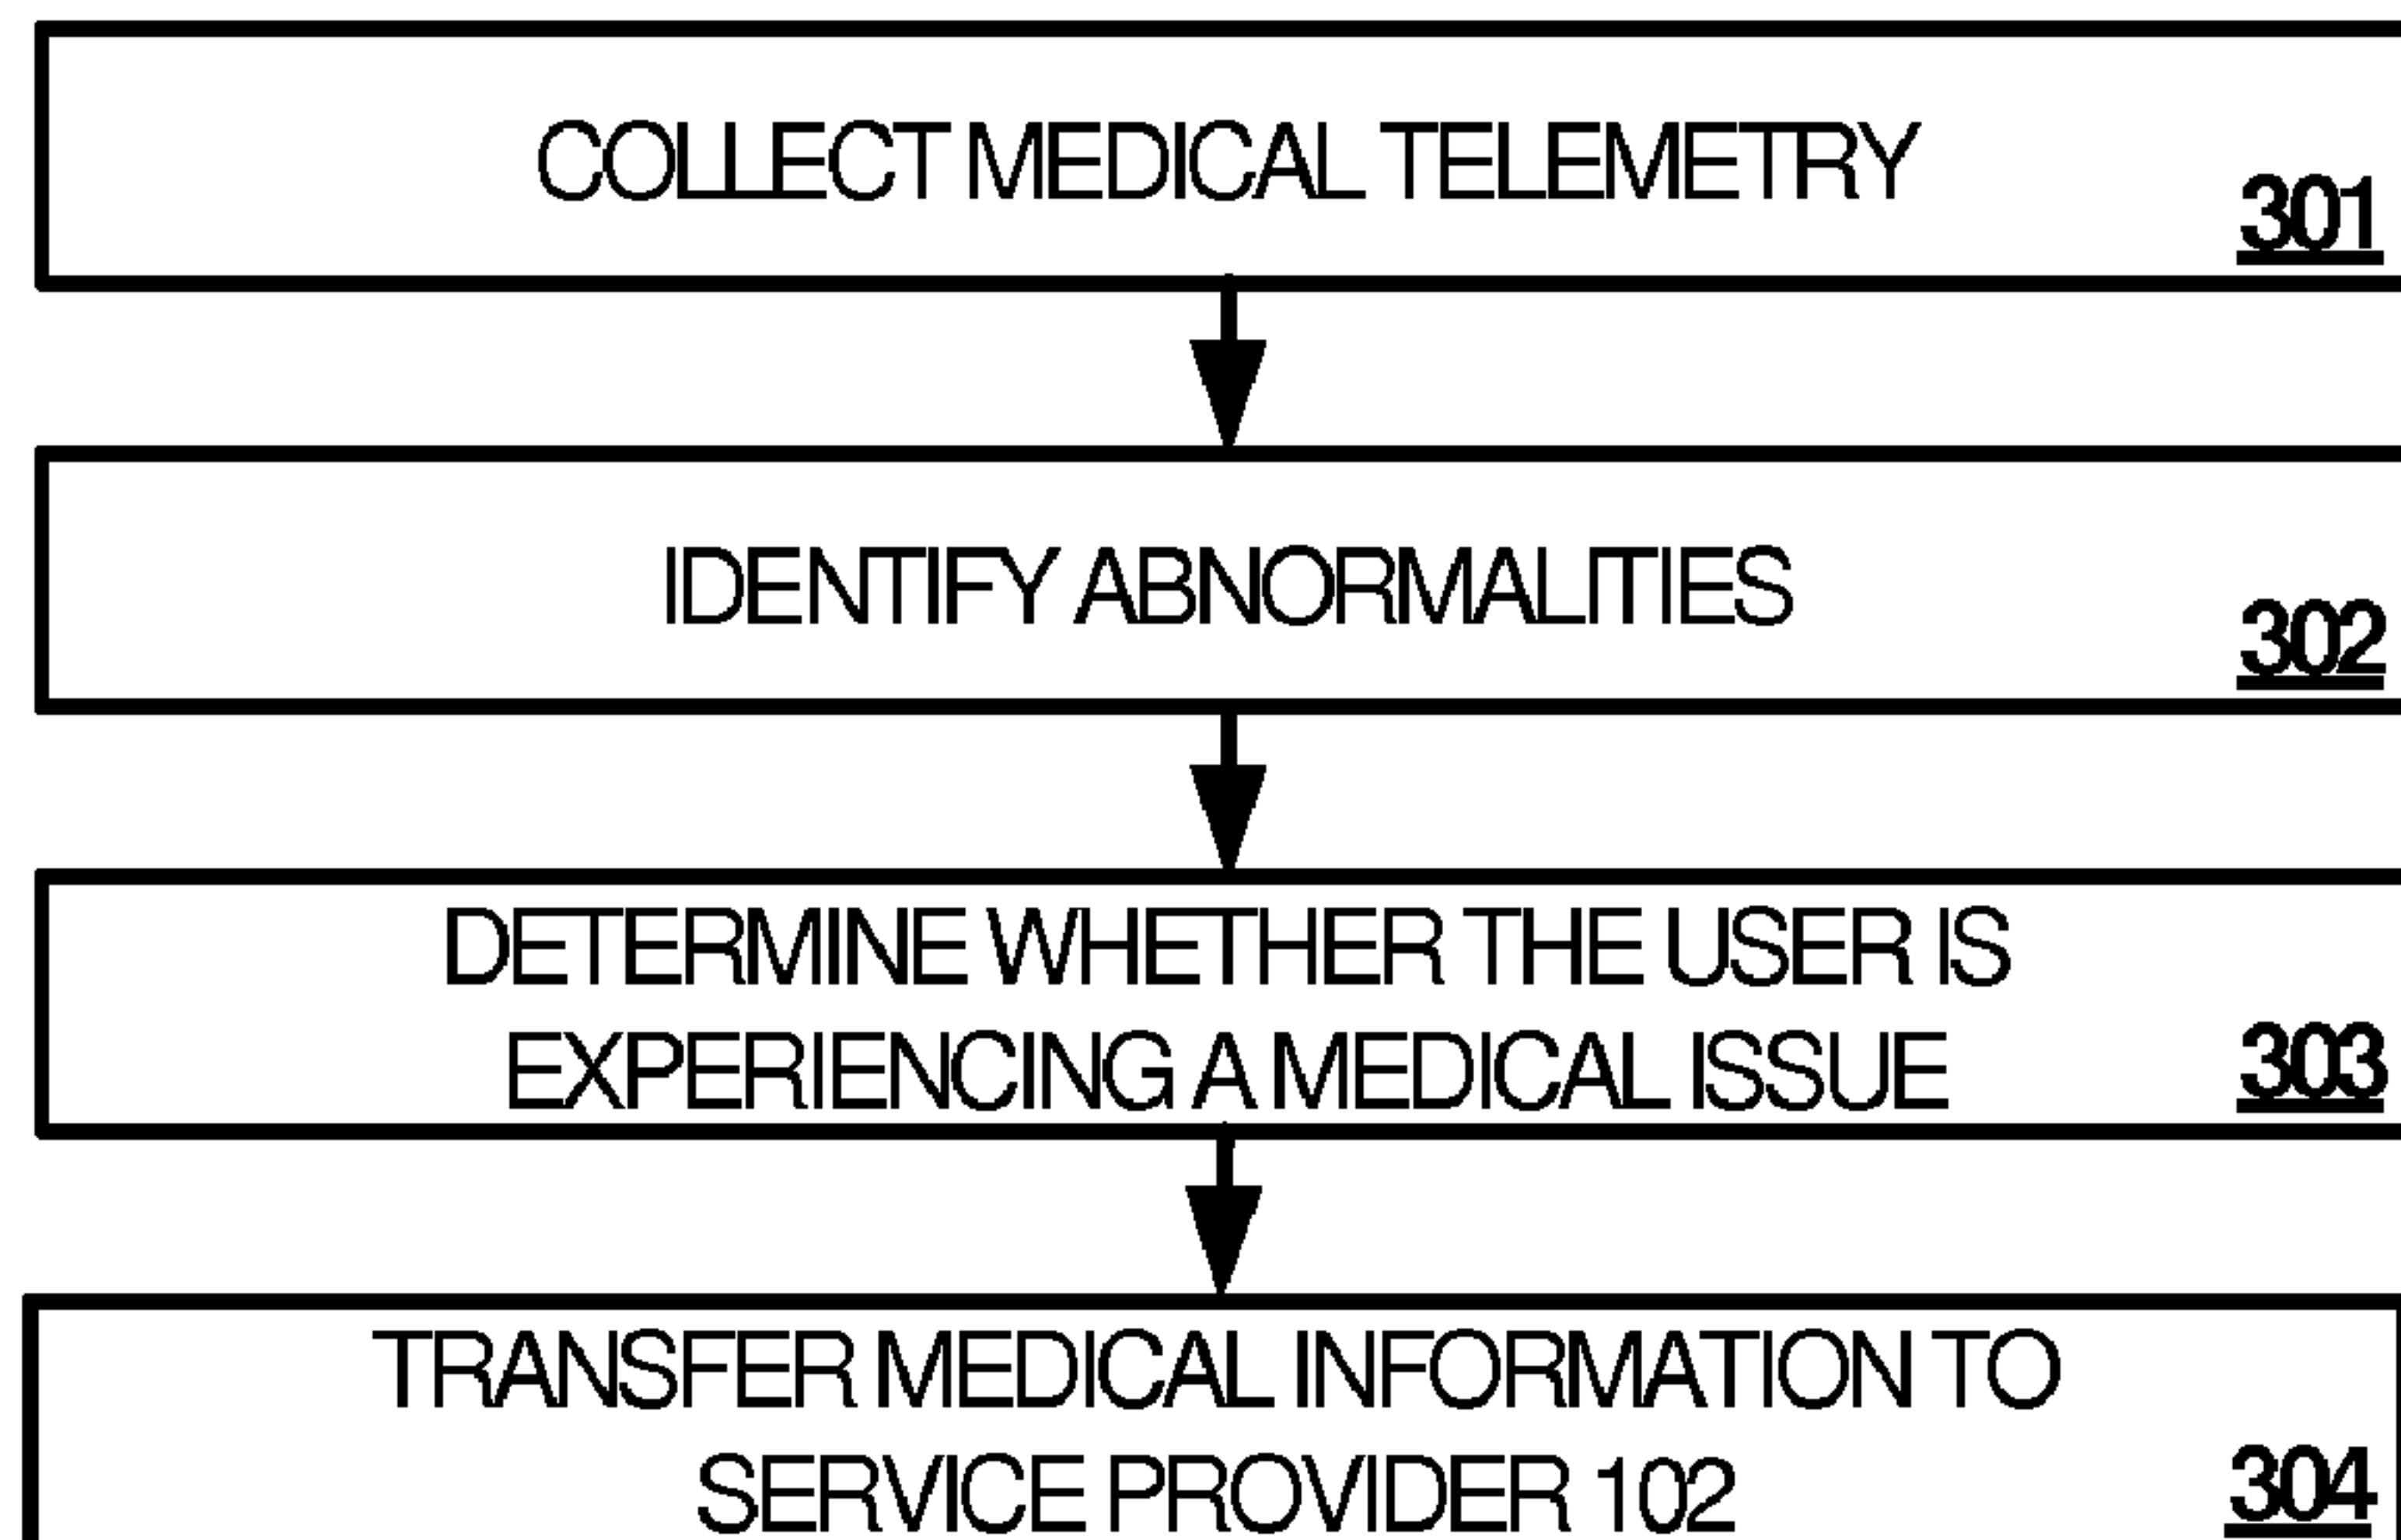 COLLECT MEDICAL TELEMETRY
301
IDENTIFY ABNORMALITIES
302
DETERMINE WHETHER THE USER IS
EXPERIENCING A MEDICAL ISSUE
303
TRANSFER MEDICAL INFORMATION TO
SERVICE PROVIDER 102
304